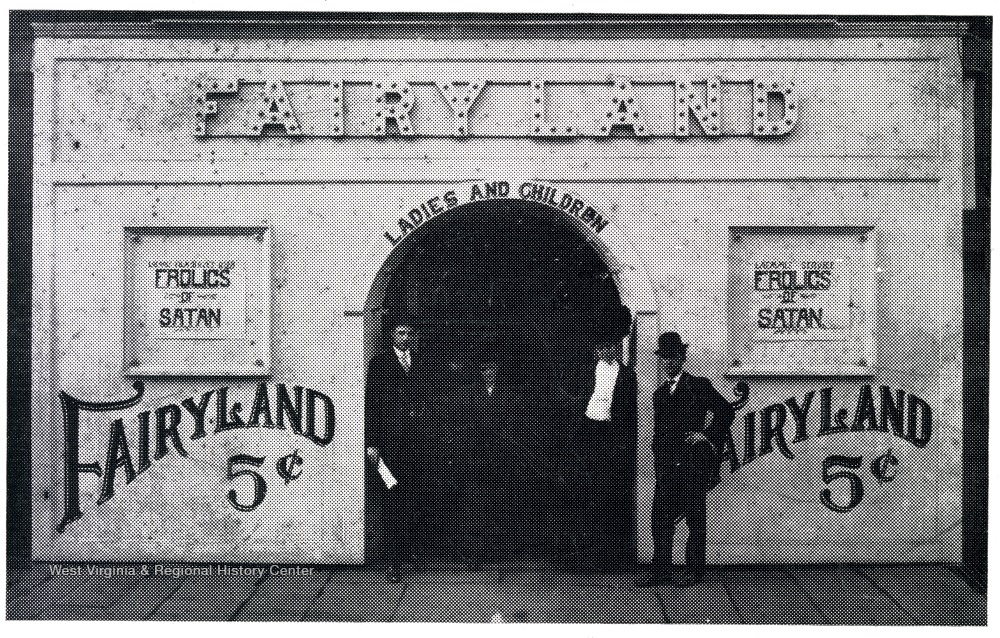 FAIRYLAND
LADIES AND CHILDREN
FROLICS
OF
SATAN
FROLICS
OF
SATAN
FAIRYLAND
5¢
FAIRYLAND
5¢
West Virginia & Regional History Center